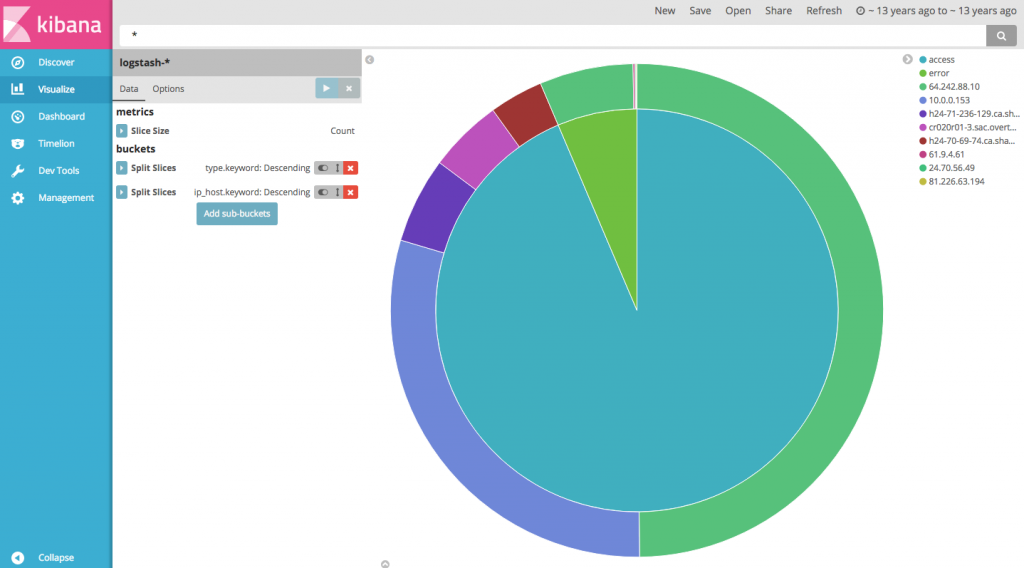 kibana
New Save Open Share Refresh ~ 13 years ago to ~ 13 years ago
*
Discover
Visualize
Dashboard
Timelion
Dev Tools
Management
Collapse
logstash-*
Data Options
metrics
Slice Size Count
buckets
Split Slices type.keyword: Descending
Split Slices ip_host.keyword: Descending
Add sub-buckets
access
error
64.242.88.10
10.0.0.153
h24-71-236-129.ca.sh...
cr020r01-3.sac.overt...
h24-70-69-74.ca.sha...
61.9.4.61
24.70.56.49
81.226.63.194